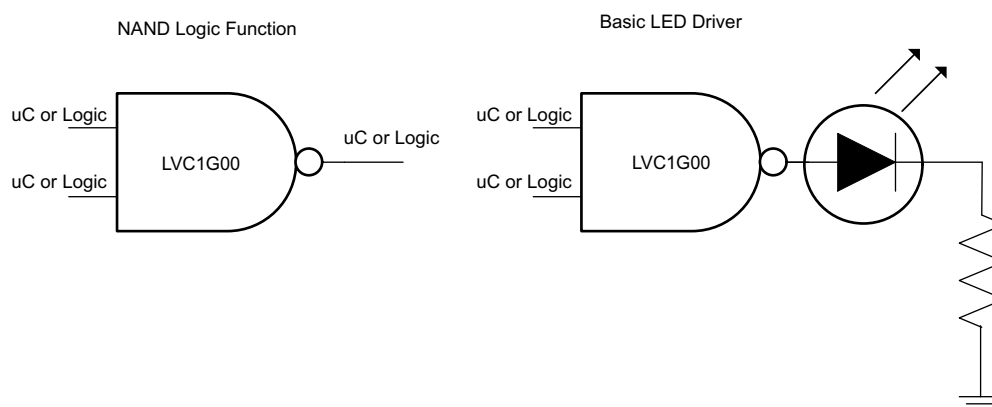 NAND Logic Function
uC or Logic
uC or Logic
LVC1G00
uC or Logic
Basic LED Driver
uC or Logic
uC or Logic
LVC1G00